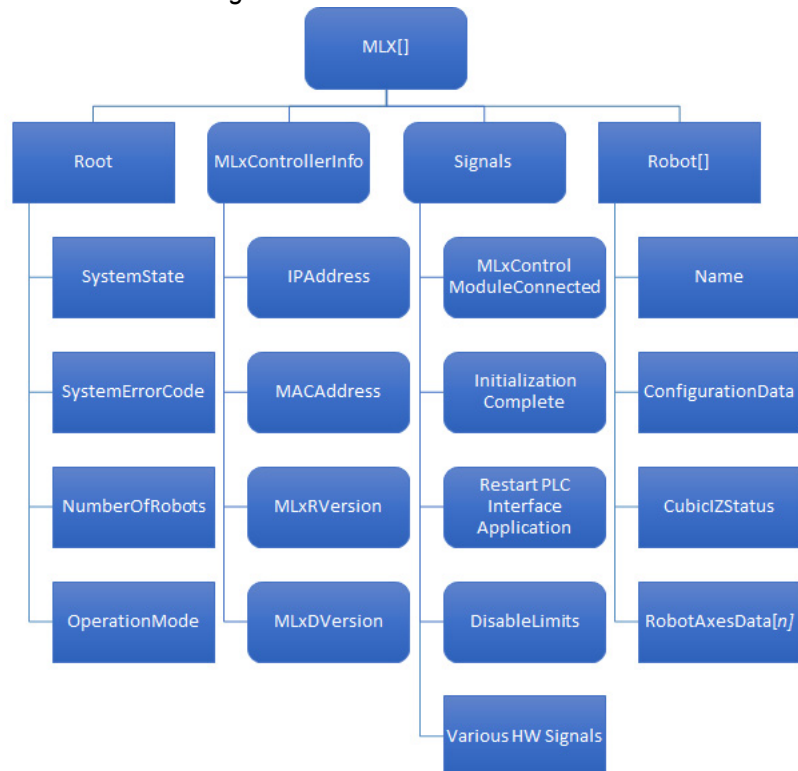 MLX[]
Root
MLxControllerInfo
Signals
Robot[]
SystemState
IPAddress
MLxControl
ModuleConnected
Name
SystemErrorCode
MACAddress
Initialization
Complete
ConfigurationData
NumberOfRobots
MLxRVersion
Restart PLC
Interface
Application
CubicIZStatus
OperationMode
MLxDVersion
DisableLimits
RobotAxesData[n]
Various HW Signals